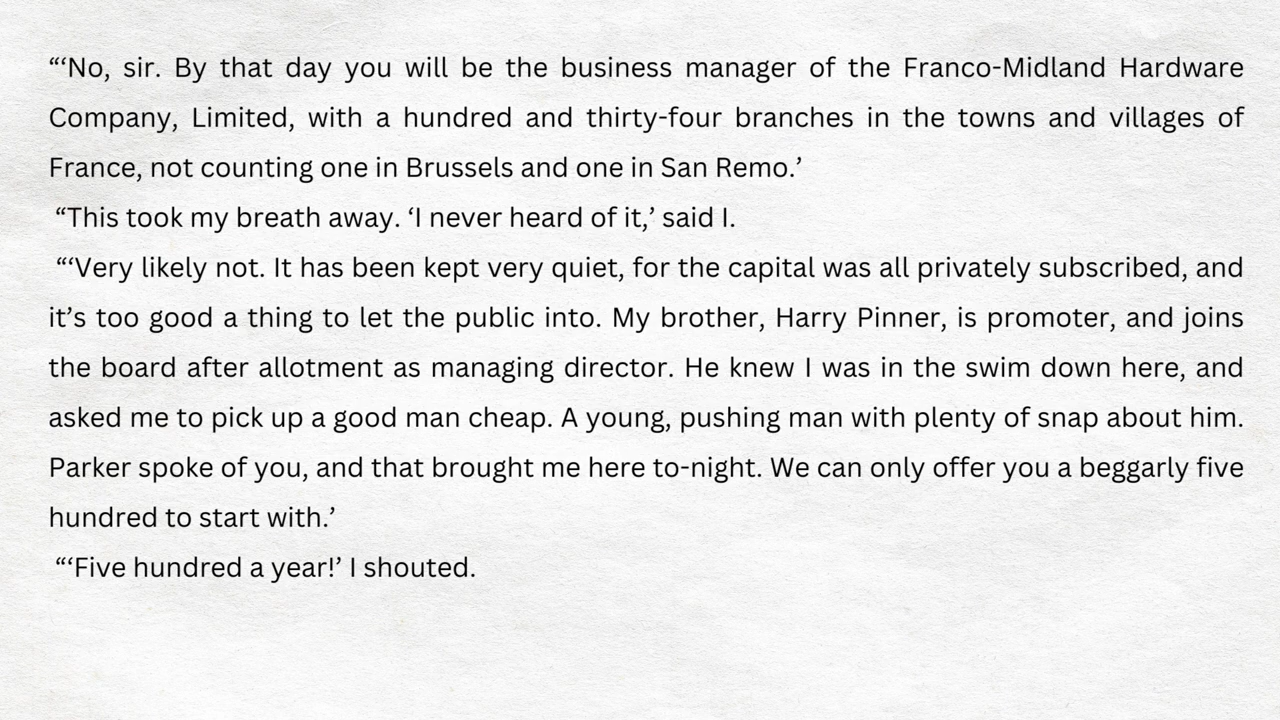 “‘No, sir. By that day you will be the business manager of the Franco-Midland Hardware
Company, Limited, with a hundred and thirty-four branches in the towns and villages of
France, not counting one in Brussels and one in San Remo.’
“This took my breath away. ‘I never heard of it,’ said I.
“‘Very likely not. It has been kept very quiet, for the capital was all privately subscribed, and
it’s too good a thing to let the public into. My brother, Harry Pinner, is promoter, and joins
the board after allotment as managing director. He knew I was in the swim down here, and
asked me to pick up a good man cheap. A young, pushing man with plenty of snap about him.
Parker spoke of you, and that brought me here to-night. We can only offer you a beggarly five
hundred to start with.’
“‘Five hundred a year!’ I shouted.